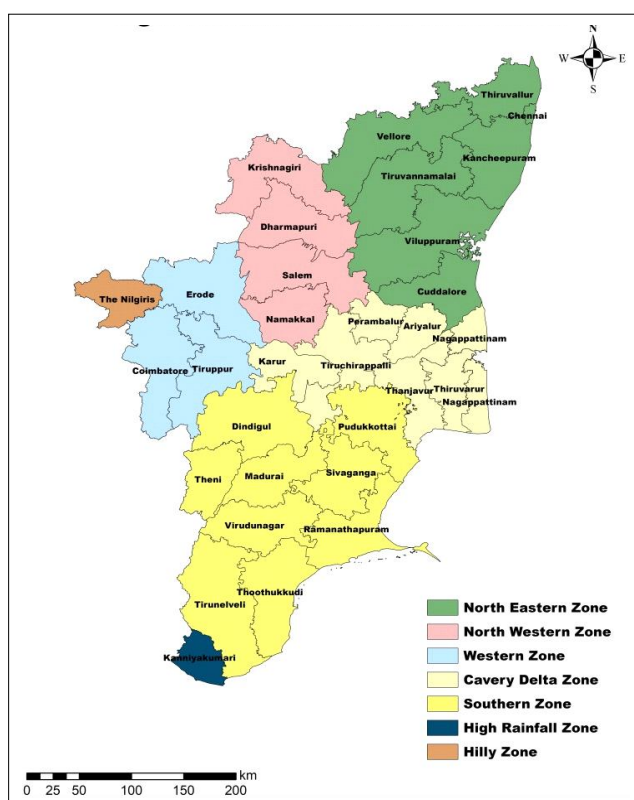 N
W E
S
Thiruvallur
Chennai
Vellore
Kancheepuram
Krishnagiri
Tiruvannamalai
Dharmapuri
Viluppuram
Salem
The Nilgiris
Erode
Cuddalore
Namakkal
Perambalur
Ariyalur
Nagappattinam
Karur
Tiruchirappalli
Coimbatore
Tiruppur
Thanjavur
Thiruvarur
Nagappattinam
Dindigul
Pudukkottai
Theni
Madurai
Sivaganga
Virudunagar
Ramanathapuram
Thoothukkudi
Tirunelveli
Kanniyakumari
North Eastern Zone
North Western Zone
Western Zone
Cavery Delta Zone
Southern Zone
High Rainfall Zone
Hilly Zone
km
0 25 50 100 150 200